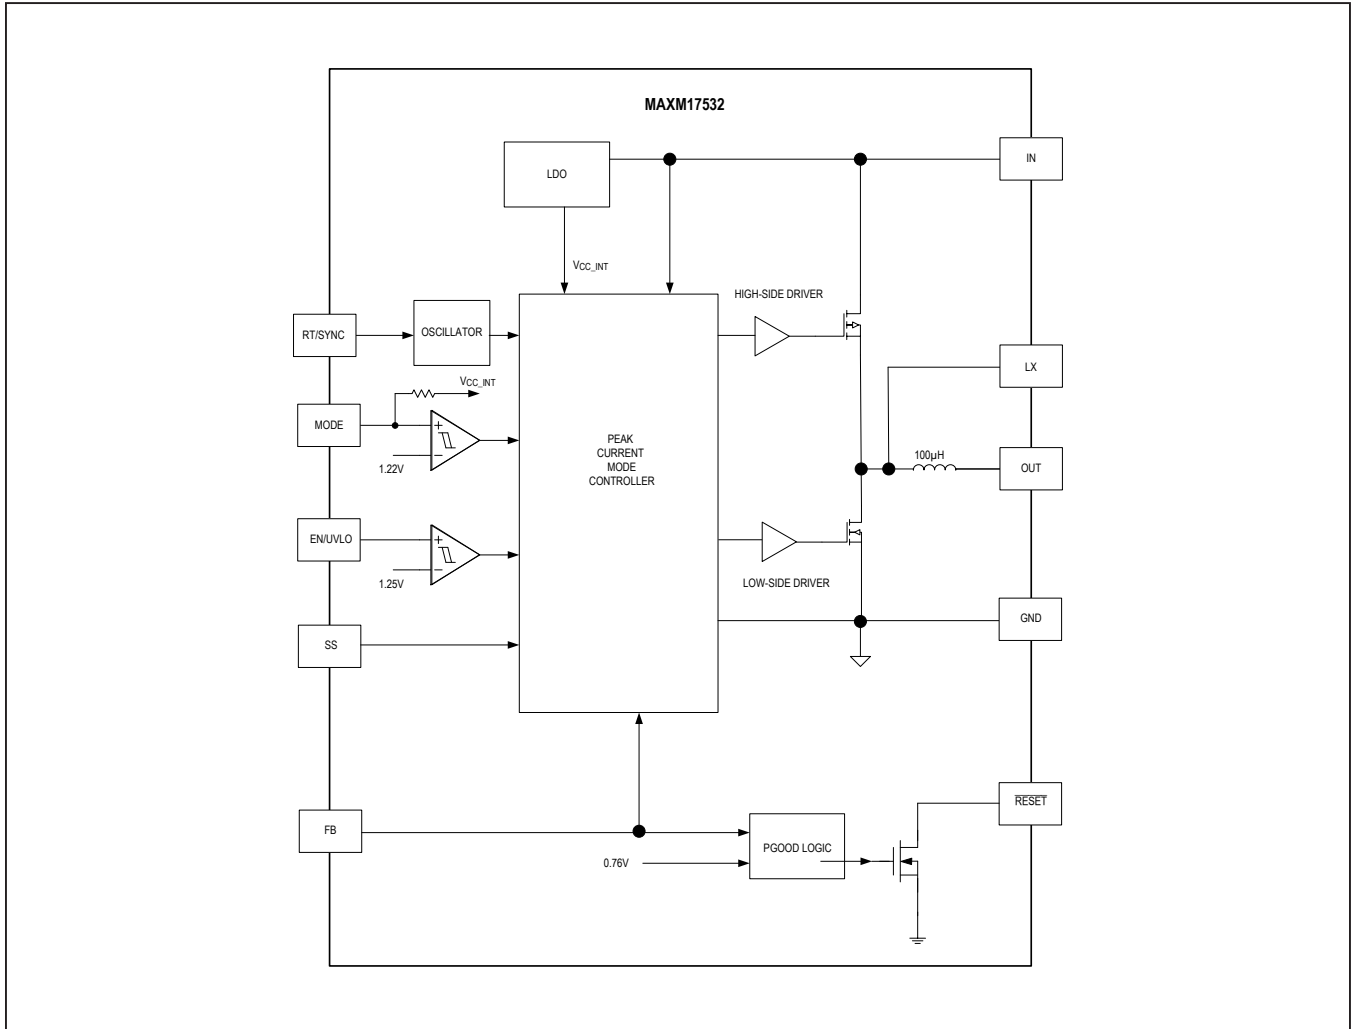 MAXM17532
IN
LDO
VCC_INT
HIGH-SIDE DRIVER
RT/SYNC
OSCILLATOR
LX
VCC_INT
MODE
+
−
1.22V
PEAK
CURRENT
MODE
CONTROLLER
100µH
OUT
EN/UVLO
+
−
1.25V
LOW-SIDE DRIVER
GND
SS
RESET
FB
PGOOD LOGIC
0.76V